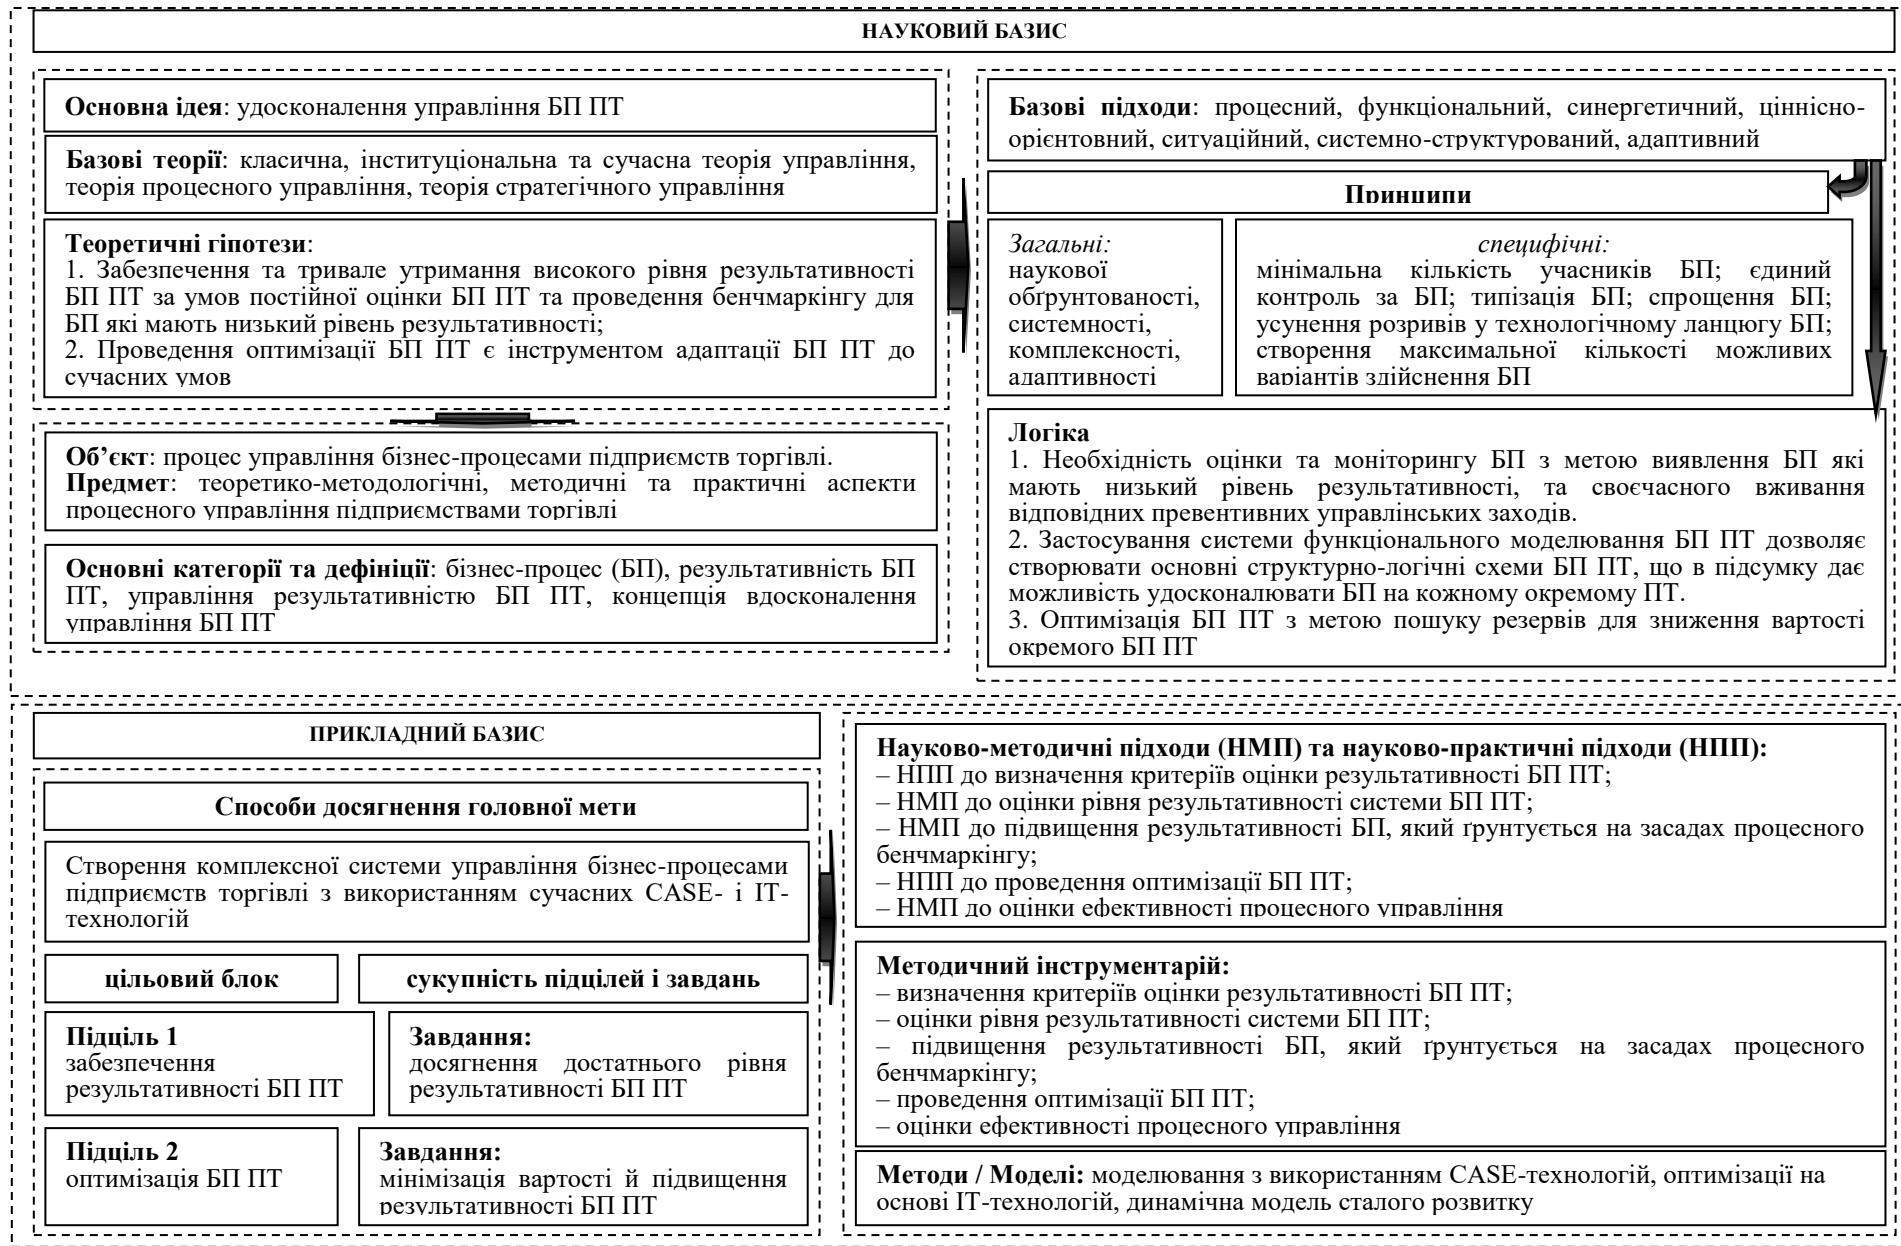 НАУКОВИЙ БАЗИС
Основна ідея: удосконалення управління БП ПТ
Базові теорії: класична, інституціональна та сучасна теорія управління,
теорія процесного управління, теорія стратегічного управління
Теоретичні гіпотези:
1. Забезпечення та тривале утримання високого рівня результативності
БП ПТ за умов постійної оцінки БП ПТ та проведення бенчмаркінгу для
БП які мають низький рівень результативності;
2. Проведення оптимізації БП ПТ є інструментом адаптації БП ПТ до
сучасних умов
Об’єкт: процес управління бізнес-процесами підприємств торгівлі.
Предмет: теоретико-методологічні, методичні та практичні аспекти
процесного управління підприємствами торгівлі
Основні категорії та дефініції: бізнес-процес (БП), результативність БП
ПТ, управління результативністю БП ПТ, концепція вдосконалення
управління БП ПТ
Базові підходи: процесний, функціональний, синергетичний, ціннісно-
орієнтовний, ситуаційний, системно-структурований, адаптивний
Принципи
Загальні:
наукової
обґрунтованості,
системності,
комплексності,
адаптивності
специфічні:
мінімальна кількість учасників БП; єдиний
контроль за БП; типізація БП; спрощення БП;
усунення розривів у технологічному ланцюгу БП;
створення максимальної кількості можливих
варіантів здійснення БП
Логіка
1. Необхідність оцінки та моніторингу БП з метою виявлення БП які
мають низький рівень результативності, та своєчасного вживання
відповідних превентивних управлінських заходів.
2. Застосування системи функціонального моделювання БП ПТ дозволяє
створювати основні структурно-логічні схеми БП ПТ, що в підсумку дає
можливість удосконалювати БП на кожному окремому ПТ.
3. Оптимізація БП ПТ з метою пошуку резервів для зниження вартості
окремого БП ПТ
ПРИКЛАДНИЙ БАЗИС
Способи досягнення головної мети
Створення комплексної системи управління бізнес-процесами
підприємств торгівлі з використанням сучасних CASE- і ІТ-
технологій
цільовий блок
сукупність підцілей і завдань
Підціль 1
забезпечення
результативності БП ПТ
Завдання:
досягнення достатнього рівня
результативності БП ПТ
Підціль 2
оптимізація БП ПТ
Завдання:
мінімізація вартості й підвищення
результативності БП ПТ
Науково-методичні підходи (НМП) та науково-практичні підходи (НПП):
– НПП до визначення критеріїв оцінки результативності БП ПТ;
– НМП до оцінки рівня результативності системи БП ПТ;
– НМП до підвищення результативності БП, який ґрунтується на засадах процесного
бенчмаркінгу;
– НПП до проведення оптимізації БП ПТ;
– НМП до оцінки ефективності процесного управління
Методичний інструментарій:
– визначення критеріїв оцінки результативності БП ПТ;
– оцінки рівня результативності системи БП ПТ;
– підвищення результативності БП, який ґрунтується на засадах процесного
бенчмаркінгу;
– проведення оптимізації БП ПТ;
– оцінки ефективності процесного управління
Методи / Моделі: моделювання з використанням CASE-технологій, оптимізації на
основі ІТ-технологій, динамічна модель сталого розвитку